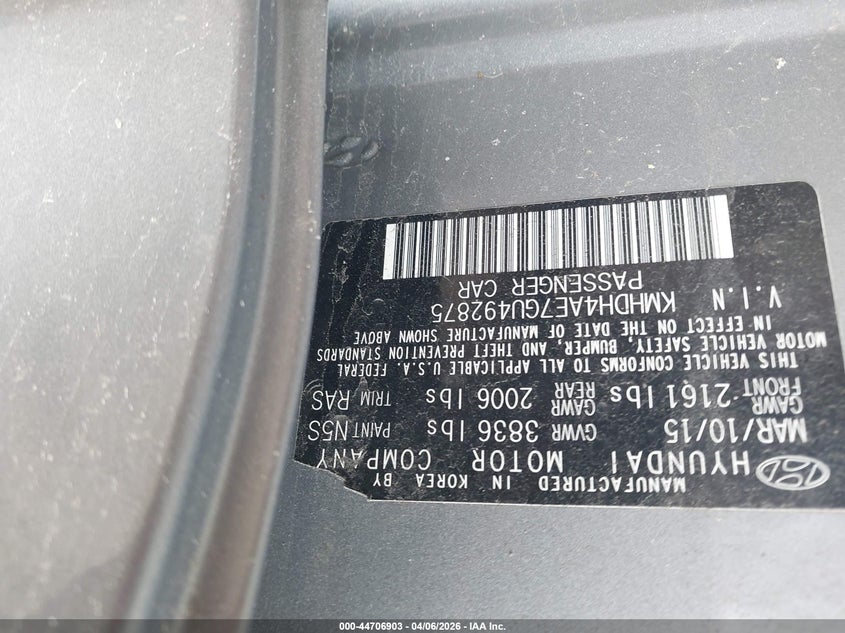 MANUFACTURED IN KOREA BY
HYUNDAI MOTOR COMPANY
MAR/10/15 GVWR 3836 lbs PAINT N5S
GAWR FRONT 2161 lbs GAWR REAR 2006 lbs TRIM RAS
THIS VEHICLE CONFORMS TO ALL APPLICABLE U.S.A. FEDERAL
MOTOR VEHICLE SAFETY, BUMPER, AND THEFT PREVENTION STANDARDS
IN EFFECT ON THE DATE OF MANUFACTURE SHOWN ABOVE
V.I.N KMHDH4AE7GU492875
PASSENGER CAR
000-44706903 - 04/06/2026 - IAA Inc.